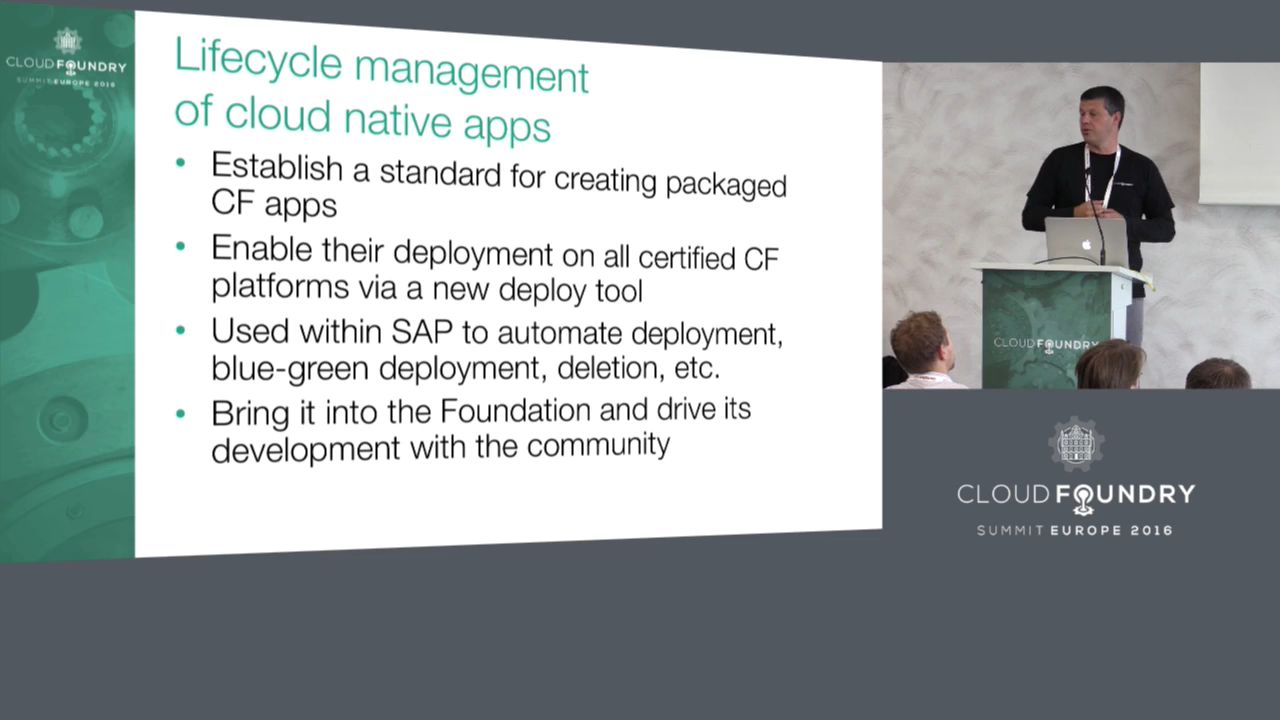 CLOUD FOUNDRY
SUMMIT EUROPE 2016
Lifecycle management
of cloud native apps
• Establish a standard for creating packaged
CF apps
• Enable their deployment on all certified CF
platforms via a new deploy tool
• Used within SAP to automate deployment,
blue-green deployment, deletion, etc.
• Bring it into the Foundation and drive its
development with the community
CLOUD FOUNDRY
CLOUD FOUNDRY
SUMMIT EUROPE 2016